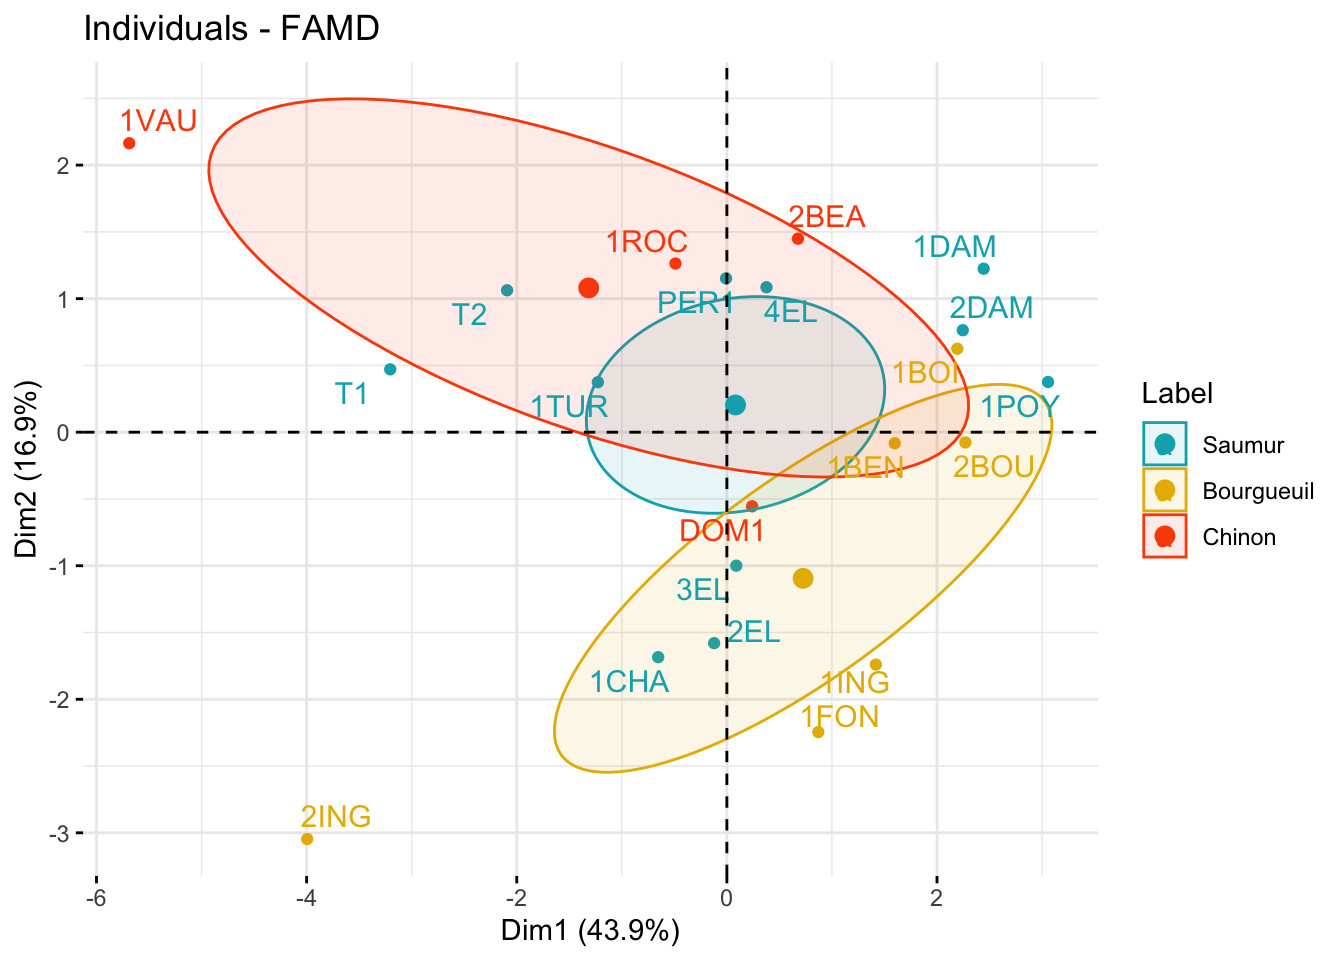 Individuals - FAMD
1VAU
2BEA
1ROC
1DAM
PER1
4EL
T2
2DAM
1BOI
T1
1TUR
1POY
1BEN
2BOU
DOM1
3EL
2EL
1CHA
1ING
1FON
2ING
2
1
0
-1
-2
-3
-6
-4
-2
0
2
Dim1 (43.9%)
Dim2 (16.9%)
Label
Saumur
Bourgueil
Chinon